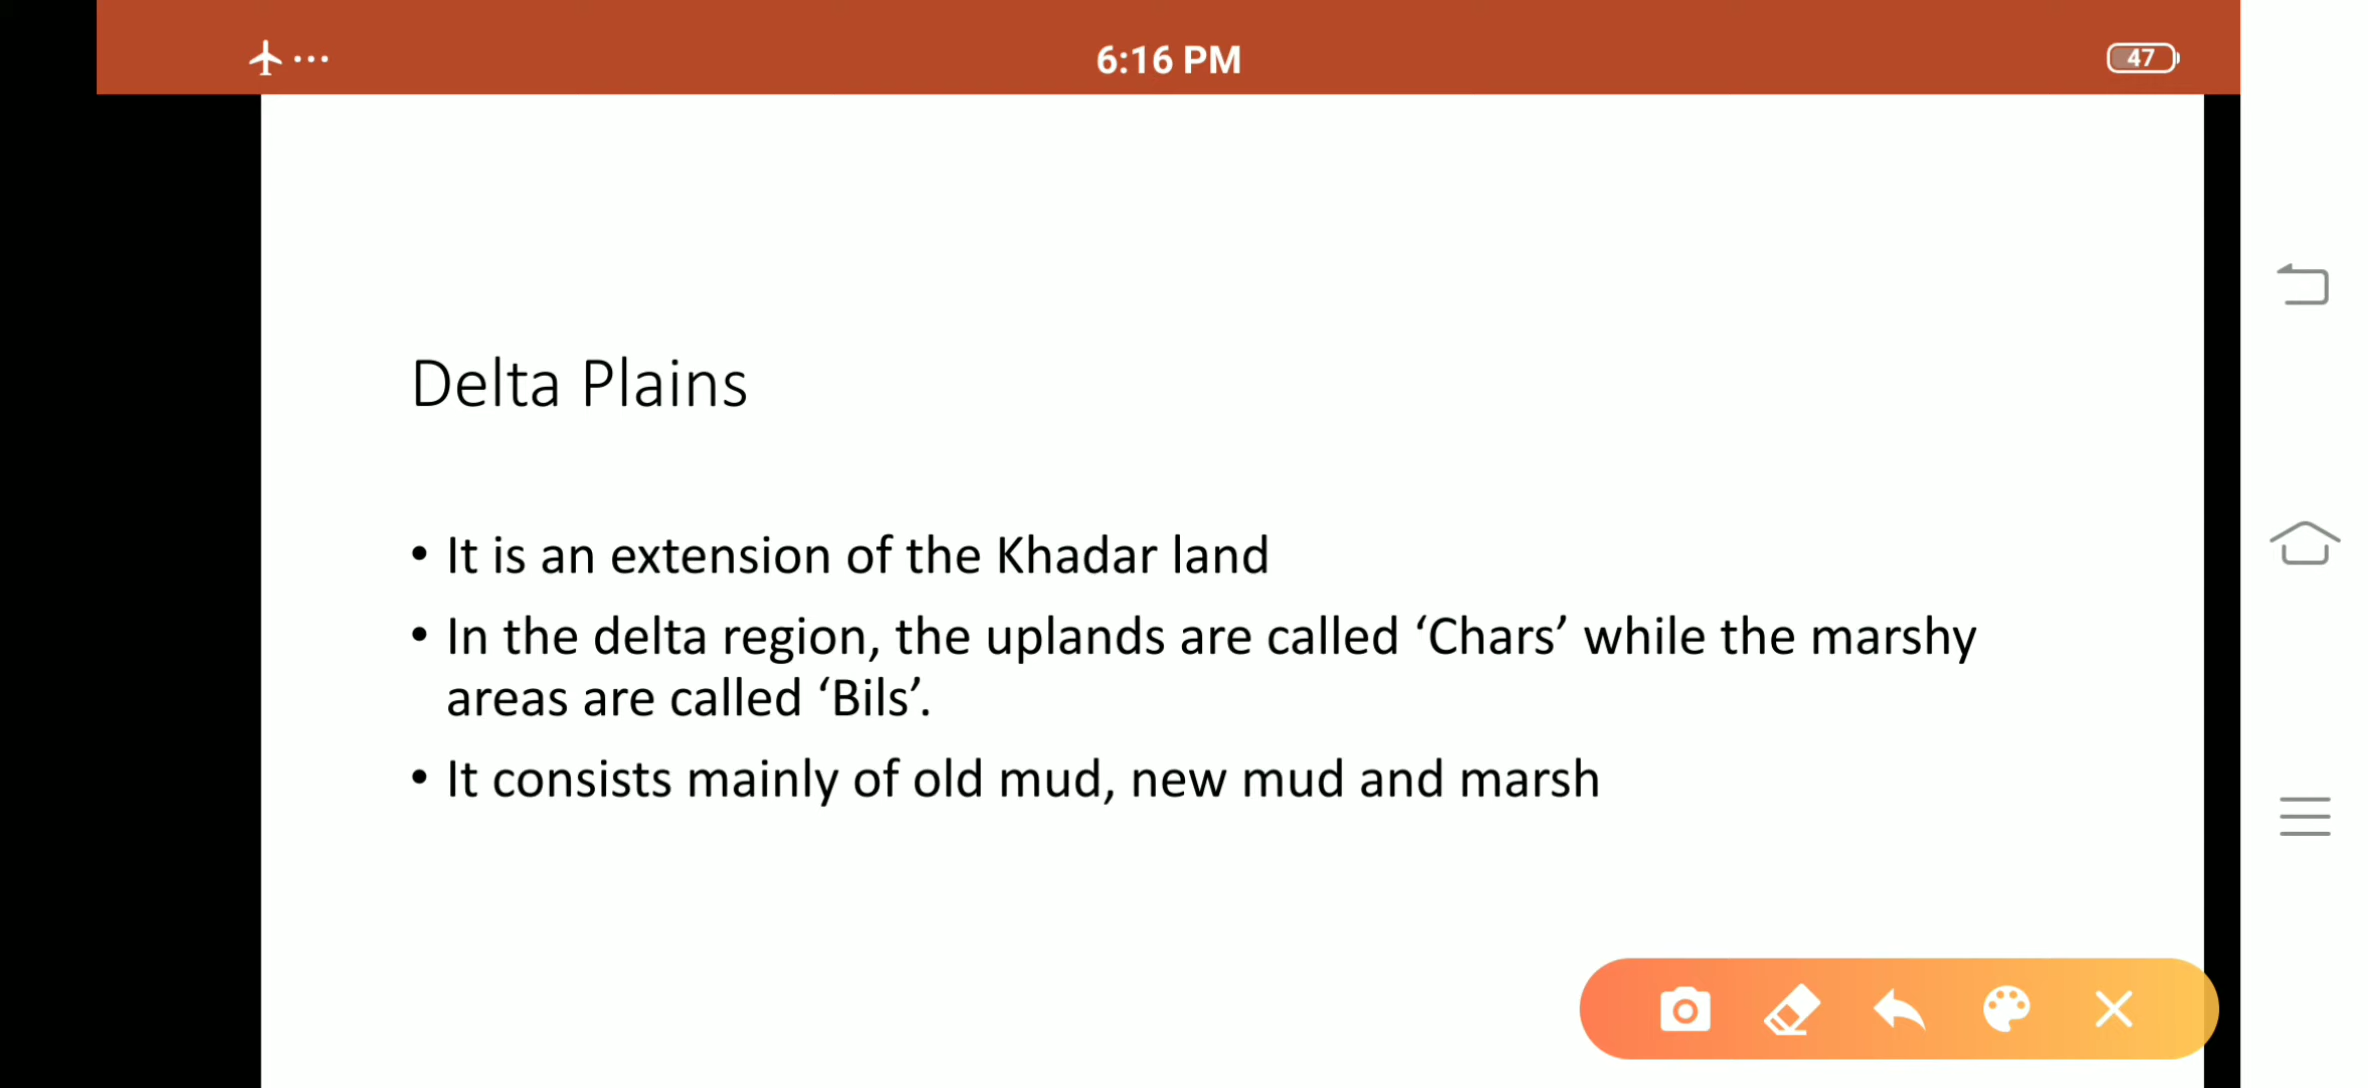 6:16 PM
47
Delta Plains
• It is an extension of the Khadar land
• In the delta region, the uplands are called ‘Chars’ while the marshy
areas are called ‘Bils’.
• It consists mainly of old mud, new mud and marsh